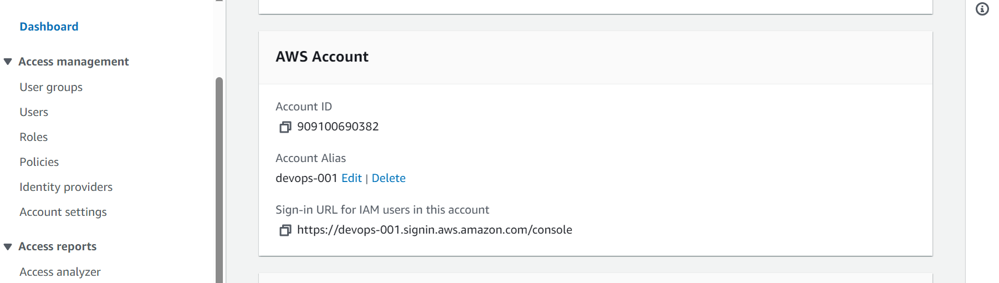 Dashboard
Access management
User groups
Users
Roles
Policies
Identity providers
Account settings
Access reports
Access analyzer
AWS Account
Account ID
909100690382
Account Alias
devops-001 Edit | Delete
Sign-in URL for IAM users in this account
https://devops-001.signin.aws.amazon.com/console